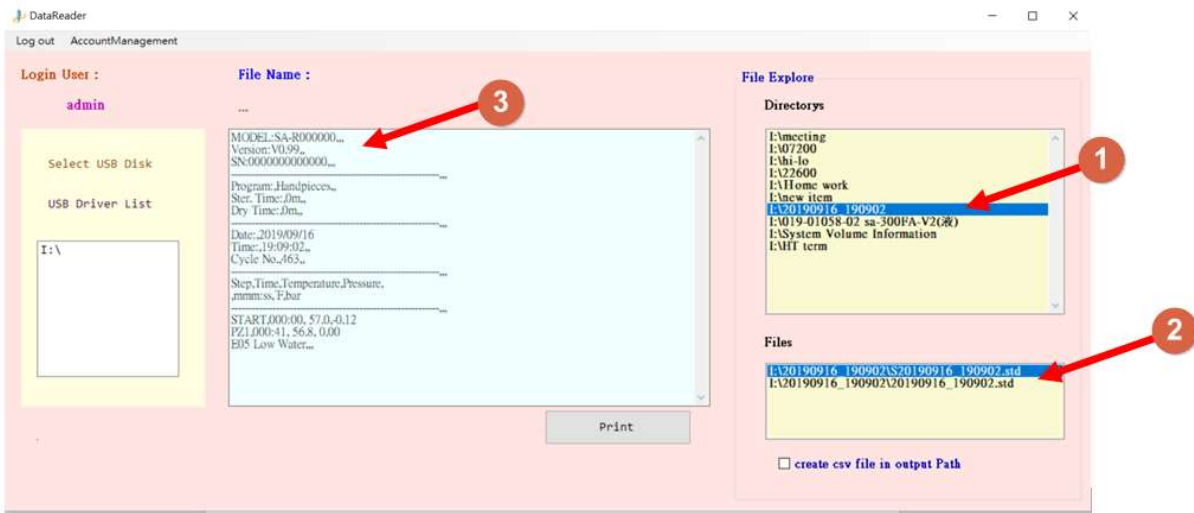 DataReader
Log out AccountManagement
Login User :
admin
Select USB Disk
USB Driver List
I:\
File Name :
...
3
MODEL:SA-R000000,,,
Version:V0.99,,
SN:0000000000000,,,
-------------------------------------------,,,
Program:,Handpieces,,
Ster. Time:,0m,,
Dry Time:,0m,,
-------------------------------------------,,,
Date:,2019/09/16
Time:,19:09:02,,
Cycle No.,463,,
-------------------------------------------,,,
Step,Time,Temperature,Pressure,
,mmm:ss,'F,bar
-------------------------------------------,,,
START,000:00, 57.0,-0.12
PZ1,000:41, 56.8, 0.00
E05 Low Water,,,
Print
File Explore
Directorys
I:\meeting
I:\07200
I:\hi-lo
I:\22600
I:\Home work
I:\new item
I:\20190916_190902
I:\019-01058-02 sa-300FA-V2(液)
I:\System Volume Information
I:\HT term
1
Files
I:\20190916_190902\S20190916_190902.std
I:\20190916_190902\20190916_190902.std
2
create csv file in output Path